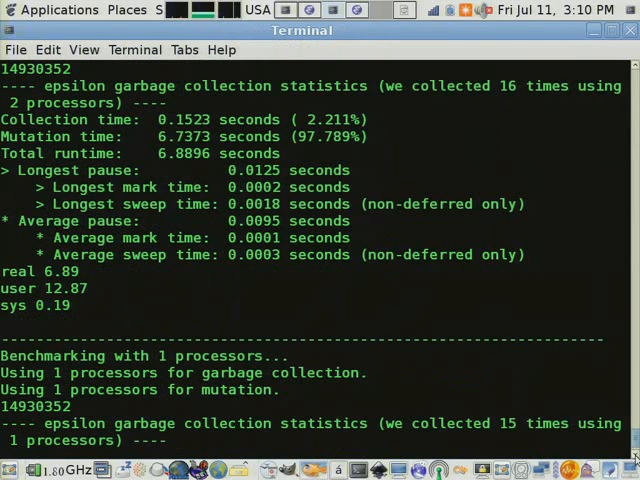 Applications Places S USA Fri Jul 11, 3:10 PM
Terminal
File Edit View Terminal Tabs Help
14930352
---- epsilon garbage collection statistics (we collected 16 times using
2 processors) ----
Collection time: 0.1523 seconds ( 2.211%)
Mutation time: 6.7373 seconds (97.789%)
Total runtime: 6.8896 seconds
> Longest pause: 0.0125 seconds
> Longest mark time: 0.0002 seconds
> Longest sweep time: 0.0018 seconds (non-deferred only)
* Average pause: 0.0095 seconds
* Average mark time: 0.0001 seconds
* Average sweep time: 0.0003 seconds (non-deferred only)
real 6.89
user 12.87
sys 0.19
---------------------------------------------------------------------
Benchmarking with 1 processors...
Using 1 processors for garbage collection.
Using 1 processors for mutation.
14930352
---- epsilon garbage collection statistics (we collected 15 times using
1 processors) ----
1.80GHz á